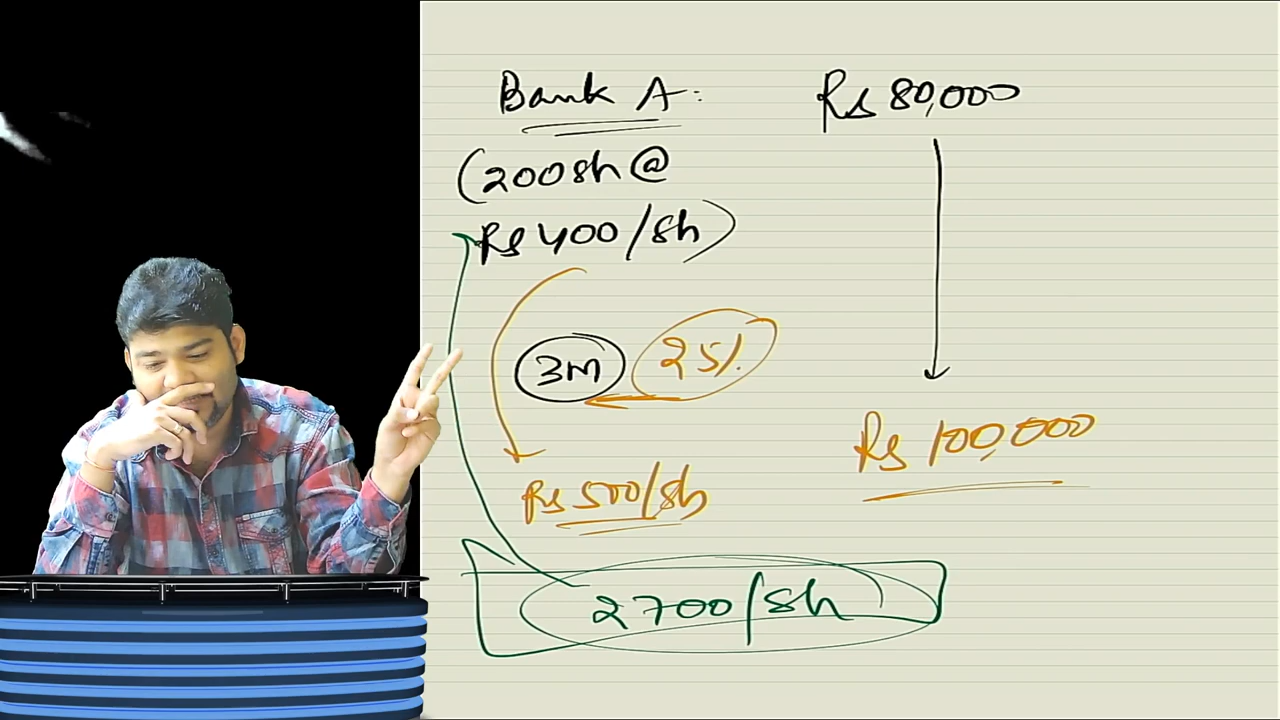 Bank A:
Rs 80,000
(200sh @
Rs 400/sh)
3m
25%
Rs 500/sh
Rs 100,000
2700/sh